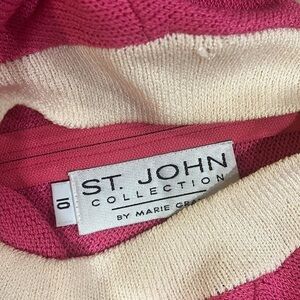 ST. JOHN
COLLECTION
BY MARIE
10